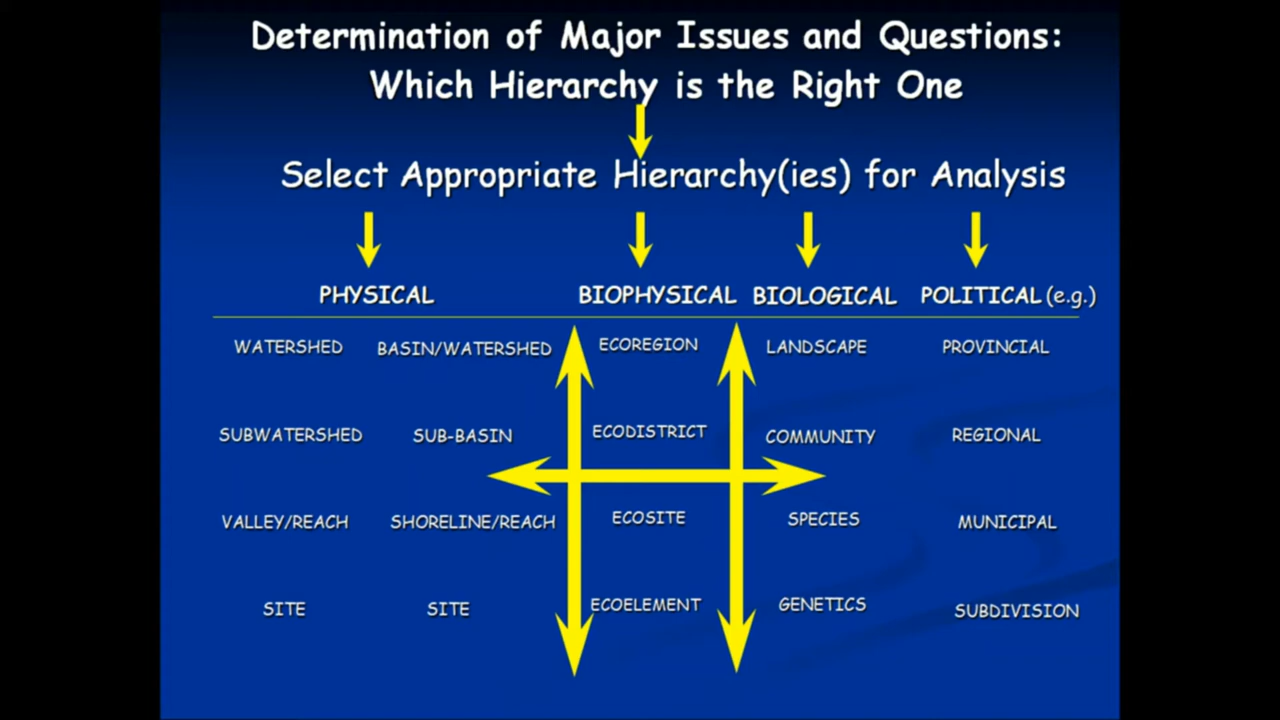 Determination of Major Issues and Questions:
Which Hierarchy is the Right One
Select Appropriate Hierarchy(ies) for Analysis
PHYSICAL BIOPHYSICAL BIOLOGICAL POLITICAL (e.g.)
WATERSHED BASIN/WATERSHED ECOREGION LANDSCAPE PROVINCIAL
SUBWATERSHED SUB-BASIN ECODISTRICT COMMUNITY REGIONAL
VALLEY/REACH SHORELINE/REACH ECOSITE SPECIES MUNICIPAL
SITE SITE ECOELEMENT GENETICS SUBDIVISION